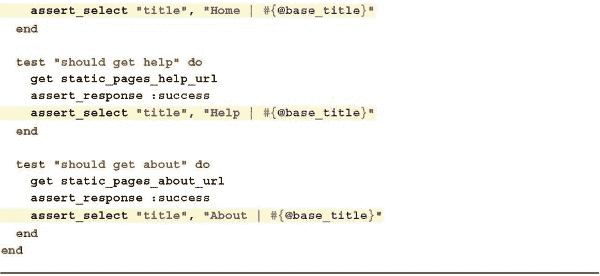 assert_select "title", "Home | #{@base_title}"
end
test "should get help" do
get static_pages_help_url
assert_response :success
assert_select "title", "Help | #{@base_title}"
end
test "should get about" do
get static_pages_about_url
assert_response :success
assert_select "title", "About | #{@base_title}"
end
end